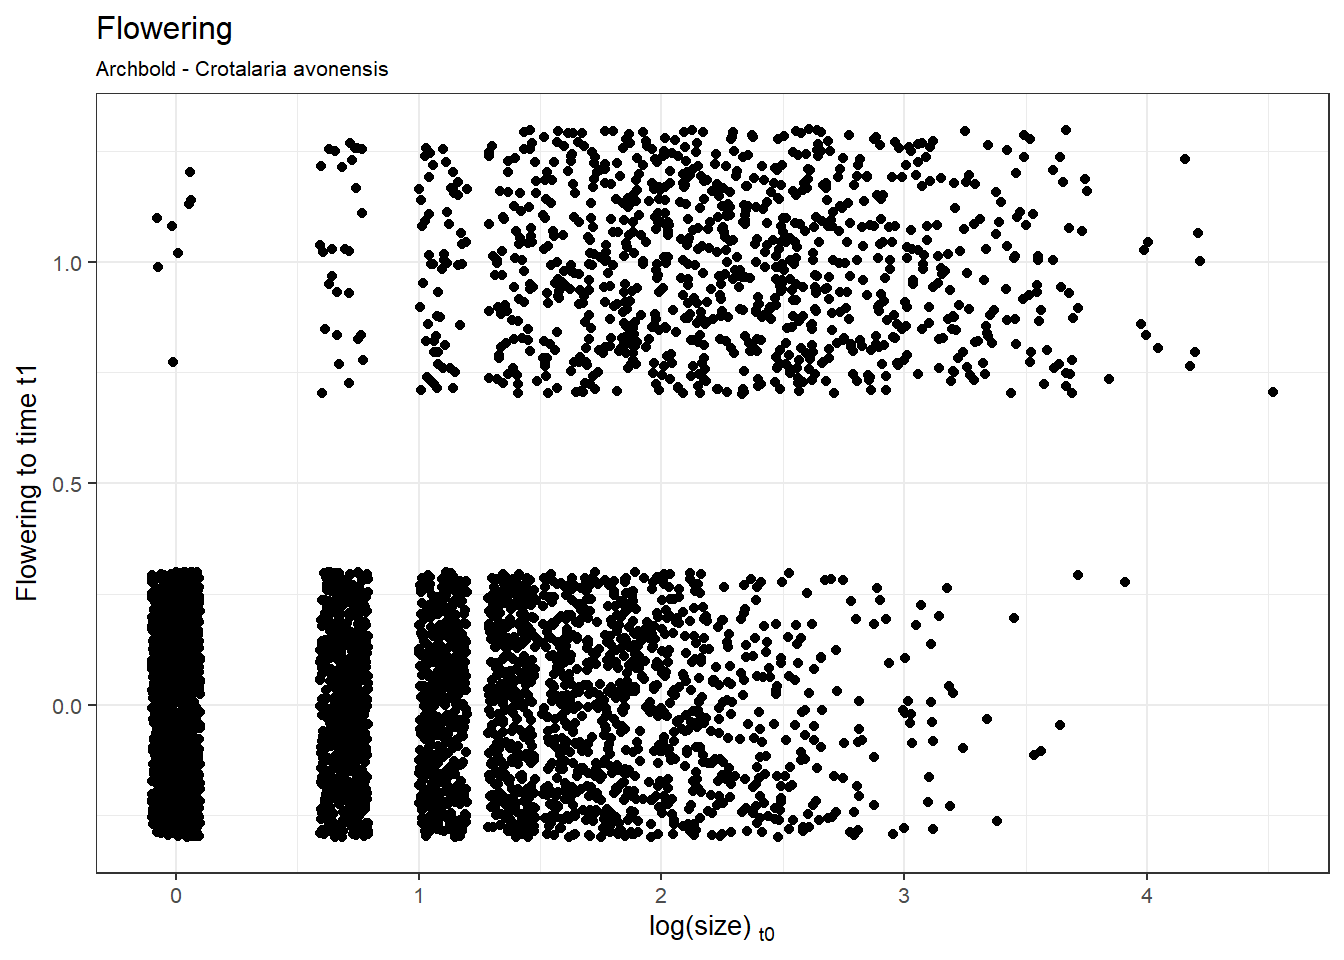 Flowering
Archbold - Crotalaria avonensis
Flowering to time t1
1.0
0.5
0.0
0 1 2 3 4
log(size) t0